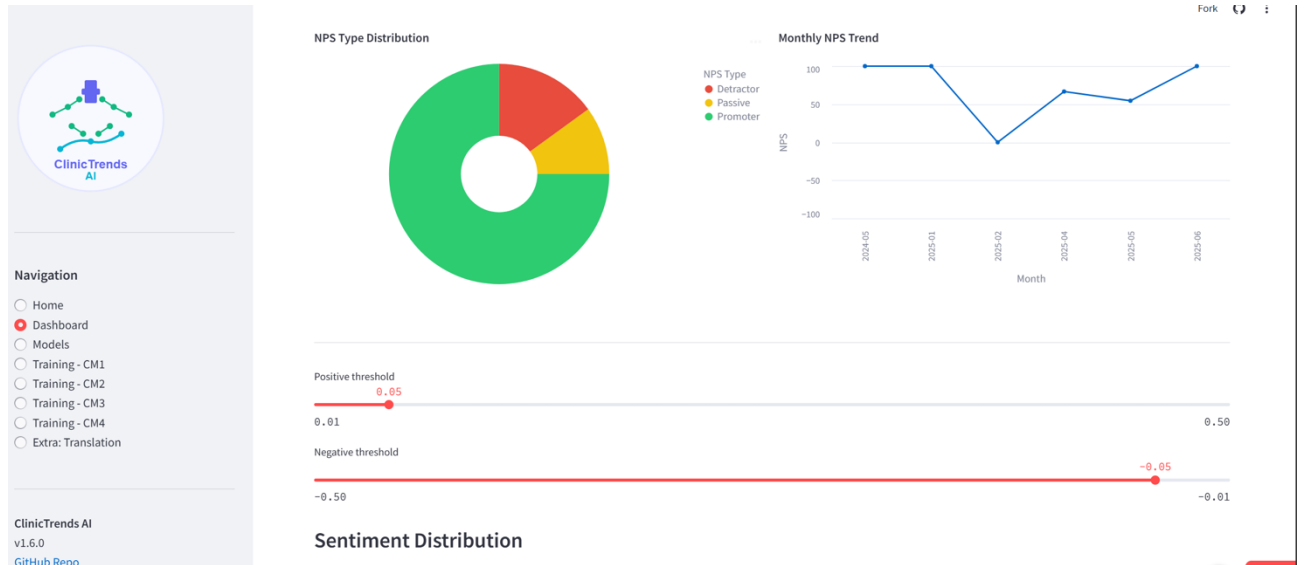 Fork
ClinicTrends
AI
Navigation
Home
Dashboard
Models
Training - CM1
Training - CM2
Training - CM3
Training - CM4
Extra: Translation
ClinicTrends AI
v1.6.0
GitHub Repo
NPS Type Distribution
NPS Type
Detractor
Passive
Promoter
Monthly NPS Trend
NPS
100
50
0
−50
−100
2024-05
2025-01
2025-02
2025-04
2025-05
2025-06
Month
Positive threshold
0.05
0.01 0.50
Negative threshold
-0.05
-0.50 -0.01
Sentiment Distribution